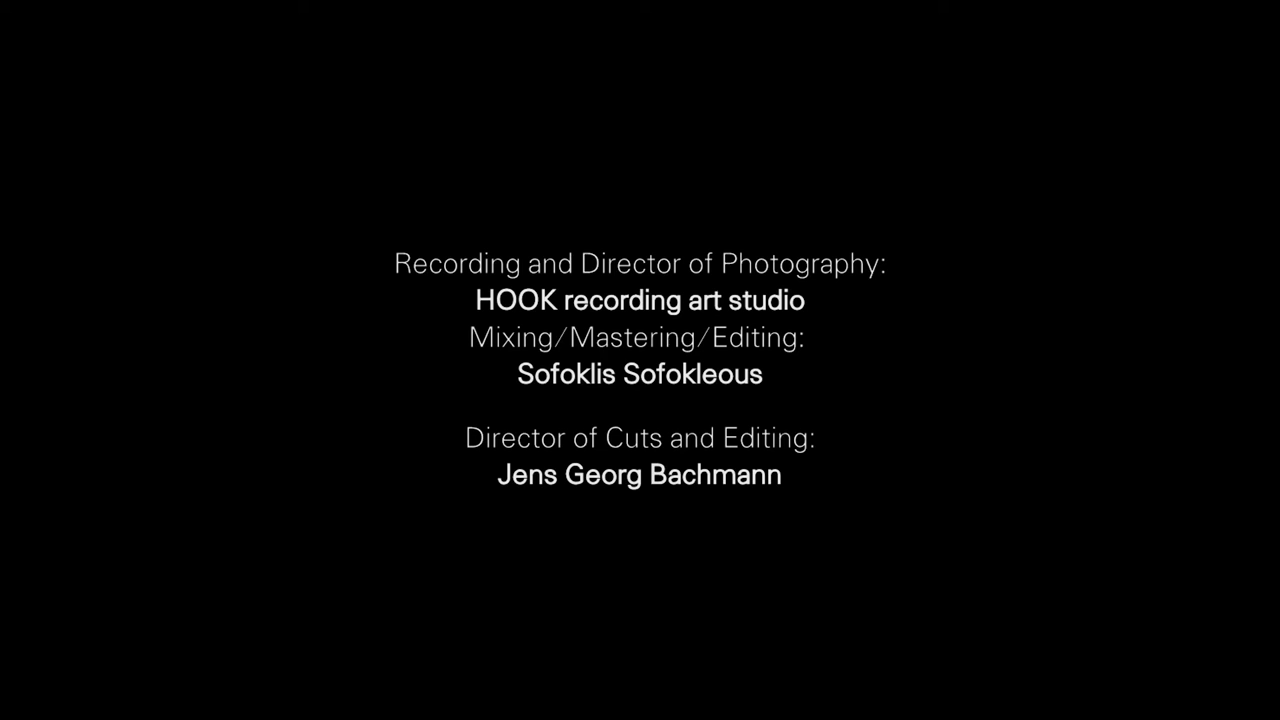 Recording and Director of Photography:
HOOK recording art studio
Mixing/Mastering/Editing:
Sofoklis Sofokleous
Director of Cuts and Editing:
Jens Georg Bachmann